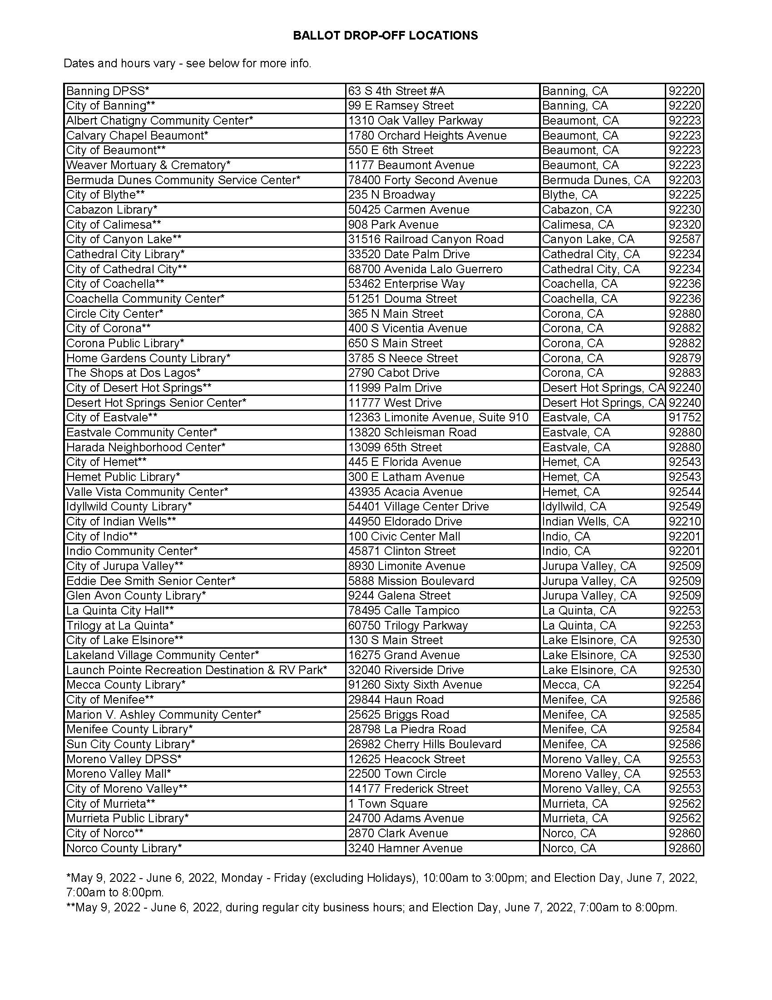 BALLOT DROP-OFF LOCATIONS
Dates and hours vary - see below for more info.
Banning DPSS* 63 S 4th Street #A Banning, CA 92220
City of Banning** 99 E Ramsey Street Banning, CA 92220
Albert Chatigny Community Center* 1310 Oak Valley Parkway Beaumont, CA 92223
Calvary Chapel Beaumont* 1780 Orchard Heights Avenue Beaumont, CA 92223
City of Beaumont** 550 E 6th Street Beaumont, CA 92223
Weaver Mortuary & Crematory* 1177 Beaumont Avenue Beaumont, CA 92223
Bermuda Dunes Community Service Center* 78400 Forty Second Avenue Bermuda Dunes, CA 92203
City of Blythe** 235 N Broadway Blythe, CA 92225
Cabazon Library* 50425 Carmen Avenue Cabazon, CA 92230
City of Calimesa** 908 Park Avenue Calimesa, CA 92320
City of Canyon Lake** 31516 Railroad Canyon Road Canyon Lake, CA 92587
Cathedral City Library* 33520 Date Palm Drive Cathedral City, CA 92234
City of Cathedral City** 68700 Avenida Lalo Guerrero Cathedral City, CA 92234
City of Coachella** 53462 Enterprise Way Coachella, CA 92236
Coachella Community Center* 51251 Douma Street Coachella, CA 92236
Circle City Center* 365 N Main Street Corona, CA 92880
City of Corona** 400 S Vicentia Avenue Corona, CA 92882
Corona Public Library* 650 S Main Street Corona, CA 92882
Home Gardens County Library* 3785 S Neece Street Corona, CA 92879
The Shops at Dos Lagos* 2790 Cabot Drive Corona, CA 92883
City of Desert Hot Springs** 11999 Palm Drive Desert Hot Springs, CA 92240
Desert Hot Springs Senior Center* 11777 West Drive Desert Hot Springs, CA 92240
City of Eastvale** 12363 Limonite Avenue, Suite 910 Eastvale, CA 91752
Eastvale Community Center* 13820 Schleisman Road Eastvale, CA 92880
Harada Neighborhood Center* 13099 65th Street Eastvale, CA 92880
City of Hemet** 445 E Florida Avenue Hemet, CA 92543
Hemet Public Library* 300 E Latham Avenue Hemet, CA 92543
Valle Vista Community Center* 43935 Acacia Avenue Hemet, CA 92544
Idyllwild County Library* 54401 Village Center Drive Idyllwild, CA 92549
City of Indian Wells** 44950 Eldorado Drive Indian Wells, CA 92210
City of Indio** 100 Civic Center Mall Indio, CA 92201
Indio Community Center* 45871 Clinton Street Indio, CA 92201
City of Jurupa Valley** 8930 Limonite Avenue Jurupa Valley, CA 92509
Eddie Dee Smith Senior Center* 5888 Mission Boulevard Jurupa Valley, CA 92509
Glen Avon County Library* 9244 Galena Street Jurupa Valley, CA 92509
La Quinta City Hall** 78495 Calle Tampico La Quinta, CA 92253
Trilogy at La Quinta* 60750 Trilogy Parkway La Quinta, CA 92253
City of Lake Elsinore** 130 S Main Street Lake Elsinore, CA 92530
Lakeland Village Community Center* 16275 Grand Avenue Lake Elsinore, CA 92530
Launch Pointe Recreation Destination & RV Park* 32040 Riverside Drive Lake Elsinore, CA 92530
Mecca County Library* 91260 Sixty Sixth Avenue Mecca, CA 92254
City of Menifee** 29844 Haun Road Menifee, CA 92586
Marion V. Ashley Community Center* 25625 Briggs Road Menifee, CA 92585
Menifee County Library* 28798 La Piedra Road Menifee, CA 92584
Sun City County Library* 26982 Cherry Hills Boulevard Menifee, CA 92586
Moreno Valley DPSS* 12625 Heacock Street Moreno Valley, CA 92553
Moreno Valley Mall* 22500 Town Circle Moreno Valley, CA 92553
City of Moreno Valley** 14177 Frederick Street Moreno Valley, CA 92553
City of Murrieta** 1 Town Square Murrieta, CA 92562
Murrieta Public Library* 24700 Adams Avenue Murrieta, CA 92562
City of Norco** 2870 Clark Avenue Norco, CA 92860
Norco County Library* 3240 Hamner Avenue Norco, CA 92860
*May 9, 2022 - June 6, 2022, Monday - Friday (excluding Holidays), 10:00am to 3:00pm; and Election Day, June 7, 2022,
7:00am to 8:00pm.
**May 9, 2022 - June 6, 2022, during regular city business hours; and Election Day, June 7, 2022, 7:00am to 8:00pm.